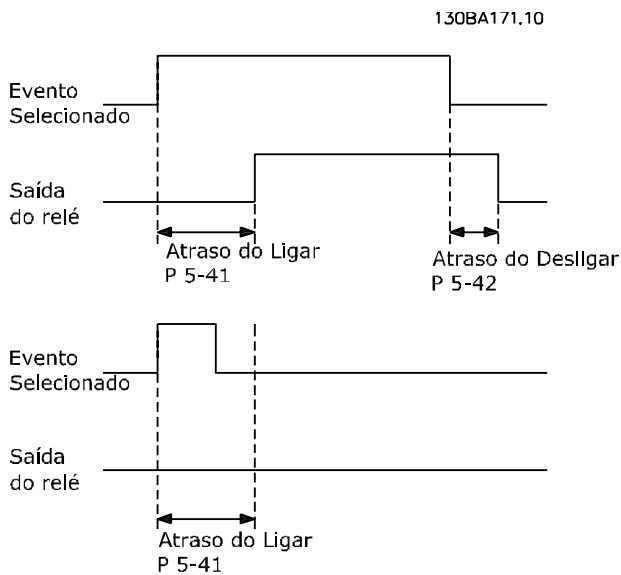 130BA171.10
Evento
Selecionado
Saída
do relé
Atraso do Ligar
P 5-41
Atraso do Desligar
P 5-42
Evento
Selecionado
Saída
do relé
Atraso do Ligar
P 5-41